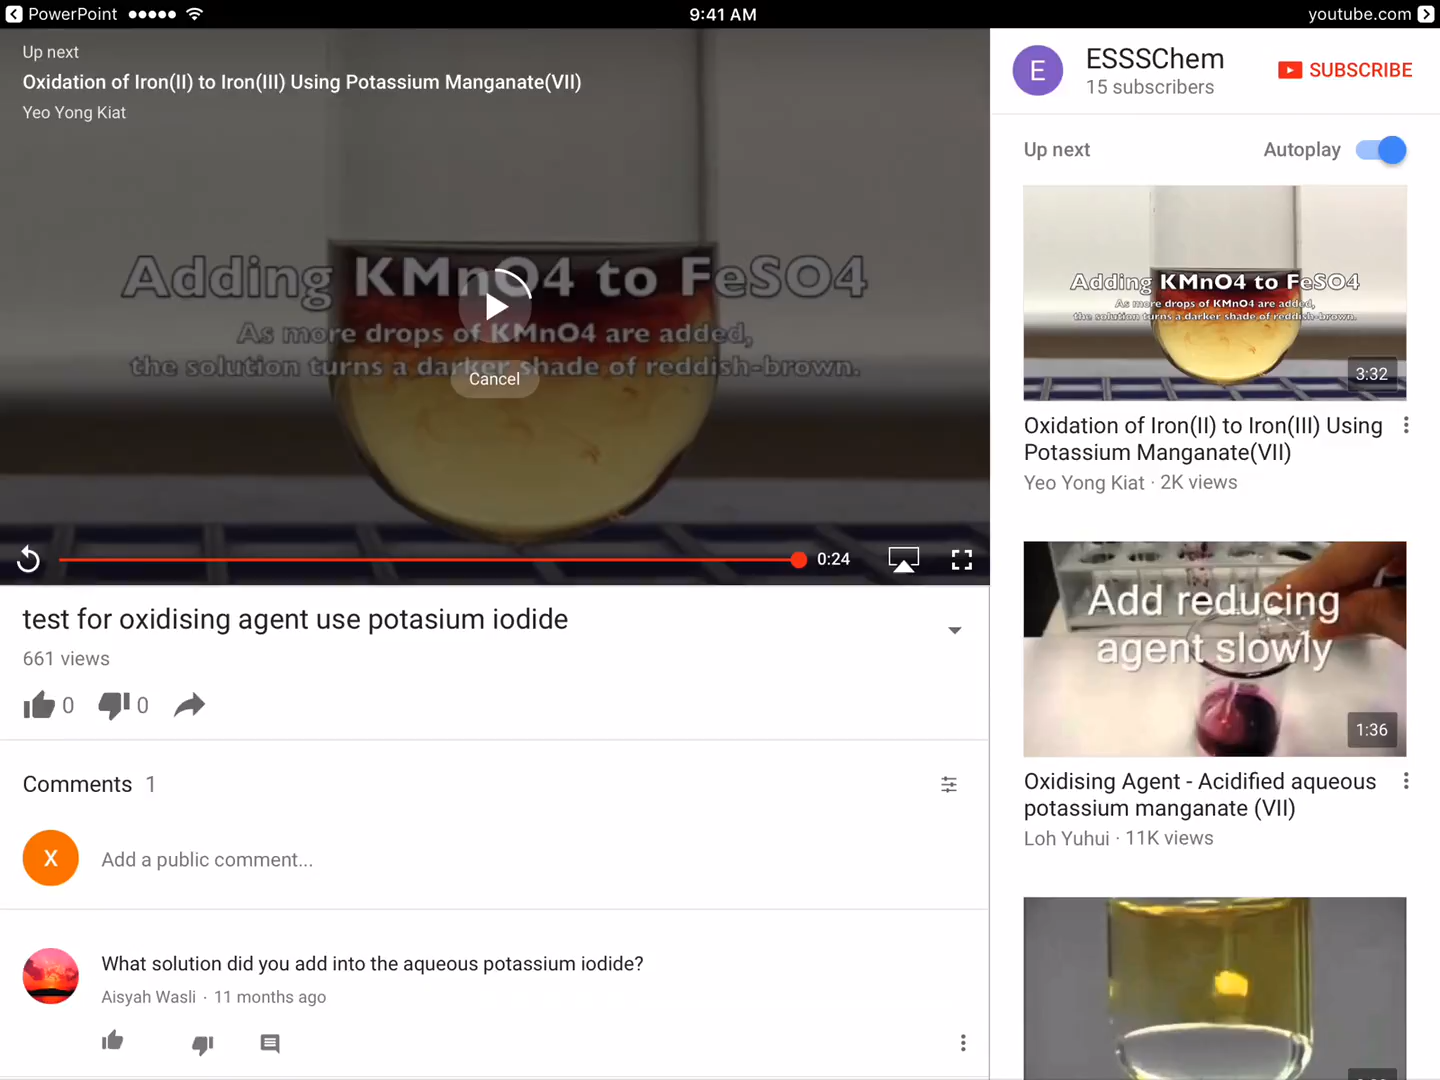 PowerPoint
9:41 AM
youtube.com
Up next
Oxidation of Iron(II) to Iron(III) Using Potassium Manganate(VII)
Yeo Yong Kiat
Adding KMnO4 to FeSO4
As more drops of KMnO4 are added,
the solution turns a darker shade of reddish-brown.
Cancel
0:24
test for oxidising agent use potasium iodide
661 views
0
0
Comments 1
X
Add a public comment...
What solution did you add into the aqueous potassium iodide?
Aisyah Wasli · 11 months ago
E
ESSSChem
15 subscribers
SUBSCRIBE
Up next
Autoplay
Adding KMnO4 to FeSO4
As more drops of KMnO4 are added,
the solution turns a darker shade of reddish-brown.
3:32
Oxidation of Iron(II) to Iron(III) Using
Potassium Manganate(VII)
Yeo Yong Kiat · 2K views
Add reducing
agent slowly
1:36
Oxidising Agent - Acidified aqueous
potassium manganate (VII)
Loh Yuhui · 11K views